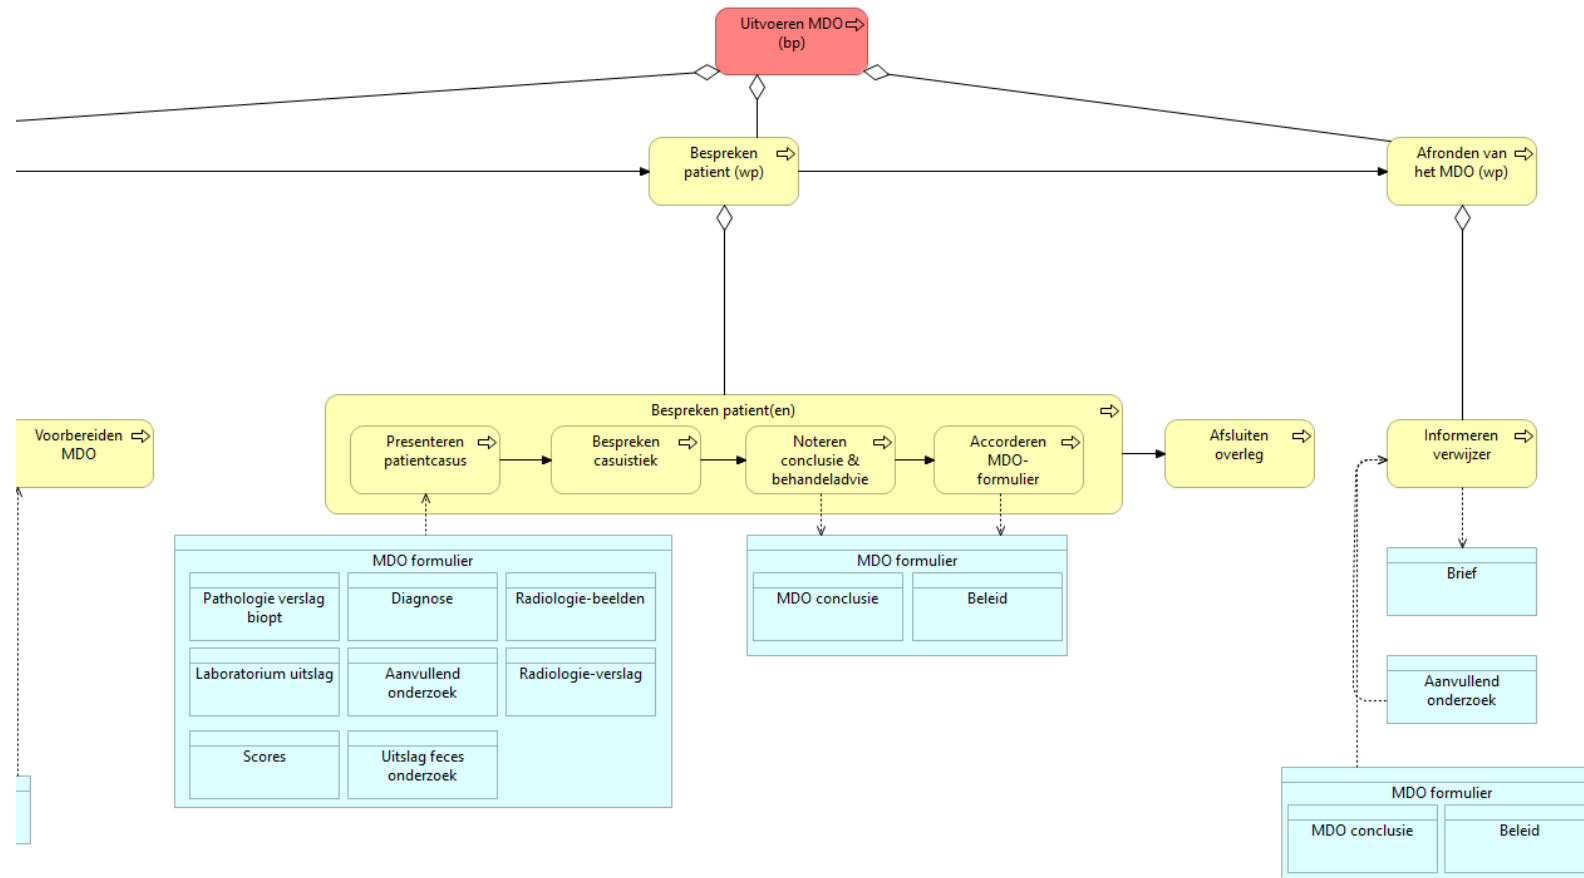 Uitvoeren MDO
(bp)
Bespreken
patient (wp)
Afronden van
het MDO (wp)
Bespreken patient(en)
Voorbereiden
MDO
Presenteren
patientcasus
Bespreken
casuistiek
Noteren
conclusie &
behandeladvie
Accorderen
MDO-
formulier
Afsluiten
overleg
Informeren
verwijzer
MDO formulier
Pathologie verslag
biopt
Diagnose
Radiologie-beelden
Laboratorium uitslag
Aanvullend
onderzoek
Radiologie-verslag
Scores
Uitslag feces
onderzoek
MDO formulier
MDO conclusie
Beleid
Brief
Aanvullend
onderzoek
MDO formulier
MDO conclusie
Beleid